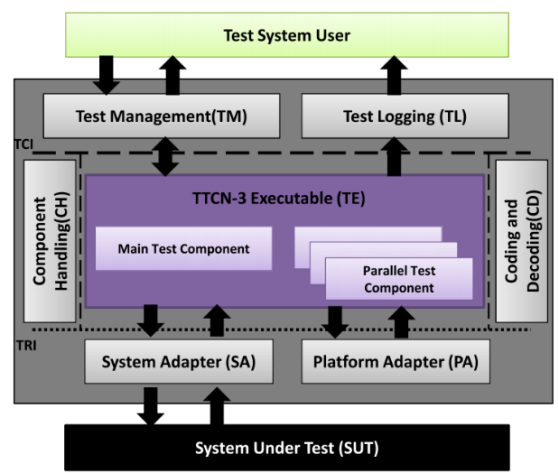 Test System User
Test Management(TM)
Test Logging (TL)
TCI
Component
Handling(CH)
TTCN-3 Executable (TE)
Main Test Component
Parallel Test
Component
Coding and
Decoding(CD)
TRI
System Adapter (SA)
Platform Adapter (PA)
System Under Test (SUT)